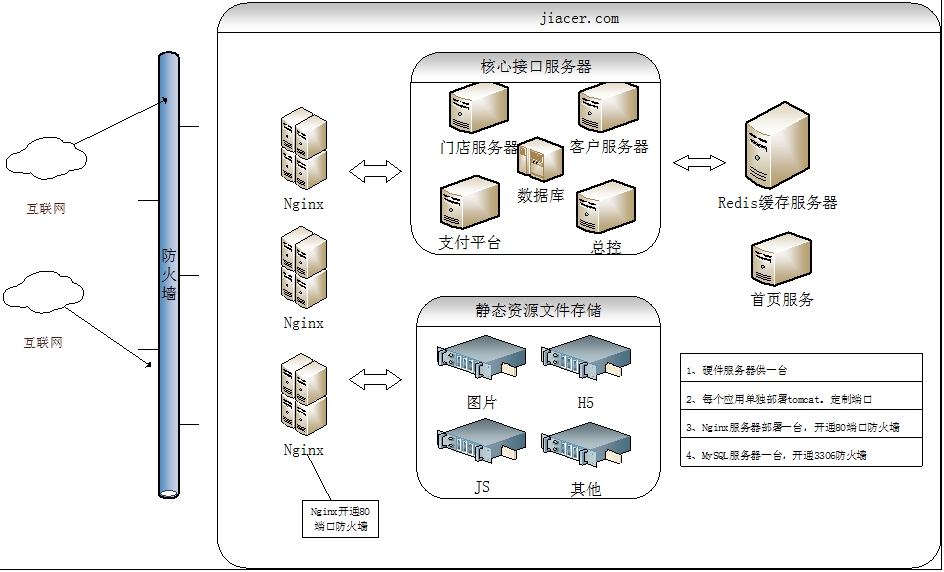 jiacer.com
核心接口服务器
门店服务器
客户服务器
数据库
支付平台
总控
Redis缓存服务器
首页服务
互联网
互联网
防火墙
Nginx
Nginx
Nginx
Nginx开通80
端口防火墙
静态资源文件存储
图片
H5
JS
其他
1、硬件服务器供一台
2、每个应用单独部署tomcat。定制端口
3、Nginx服务器部署一台，开通80端口防火墙
4、MySQL服务器一台，开通3306防火墙